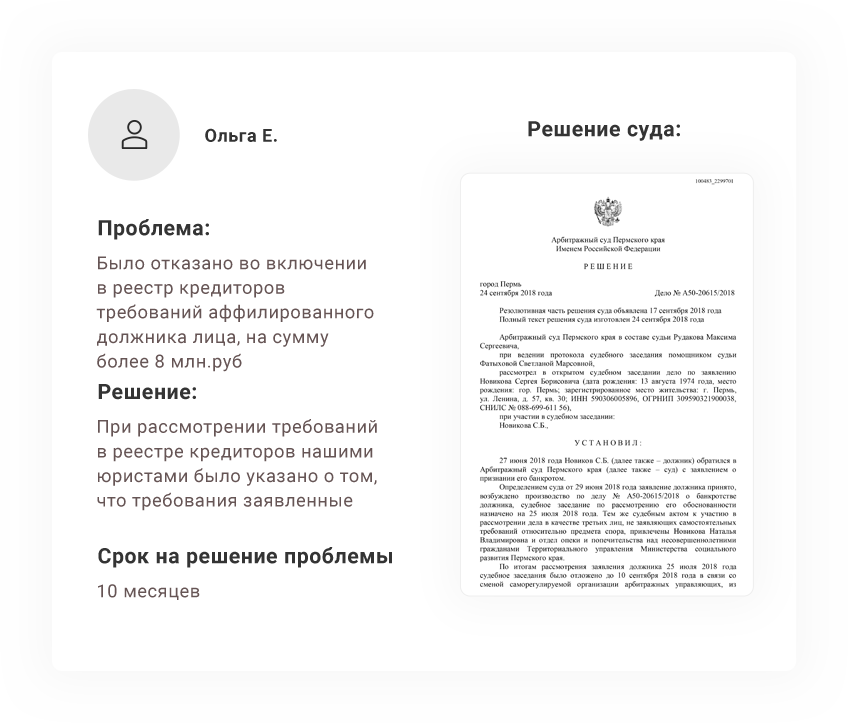 Ольга Е.
Проблема:
Было отказано во включении
в реестр кредиторов
требований аффилированного
должника лица, на сумму
более 8 млн.руб
Решение:
При рассмотрении требований
в реестре кредиторов нашими
юристами было указано о том,
что требования заявленные
Срок на решение проблемы
10 месяцев
Решение суда:
100483_2299701
Арбитражный суд Пермского края
Именем Российской Федерации
РЕШЕНИЕ
город Пермь
24 сентября 2018 года Дело № А50-20615/2018
Резолютивная часть решения суда объявлена 17 сентября 2018 года
Полный текст решения суда изготовлен 24 сентября 2018 года
Арбитражный суд Пермского края в составе судьи Рудакова Максима
Сергеевича,
при ведении протокола судебного заседания помощником судьи
Фатыховой Светланой Марсовной,
рассмотрел в открытом судебном заседании дело по заявлению
Новикова Сергея Борисовича (дата рождения: 13 августа 1974 года, место
рождения: гор. Пермь; зарегистрированное место жительства: г. Пермь,
ул. Ленина, д. 57, кв. 30; ИНН 590306005896, ОГРНИП 309590321900038,
СНИЛС № 088-699-611 56),
при участии в судебном заседании:
Новикова С.Б.,
УСТАНОВИЛ:
27 июня 2018 года Новиков С.Б. (далее также – должник) обратился в
Арбитражный суд Пермского края (далее также – суд) с заявлением о
признании его банкротом.
Определением суда от 29 июня 2018 года заявление должника принято,
возбуждено производство по делу № А50-20615/2018 о банкротстве
должника, судебное заседание по рассмотрению его обоснованности
назначено на 25 июля 2018 года. Тем же судебным актом к участию в
рассмотрении дела в качестве третьих лиц, не заявляющих самостоятельных
требований относительно предмета спора, привлечены Новикова Наталья
Владимировна и отдел опеки и попечительства над несовершеннолетними
гражданами Территориального управления Министерства социального
развития Пермского края.
По итогам рассмотрения заявления должника 25 июля 2018 года
судебное заседания было отложено до 10 сентября 2018 года в связи со
сменой саморегулируемой организации арбитражных управляющих, из